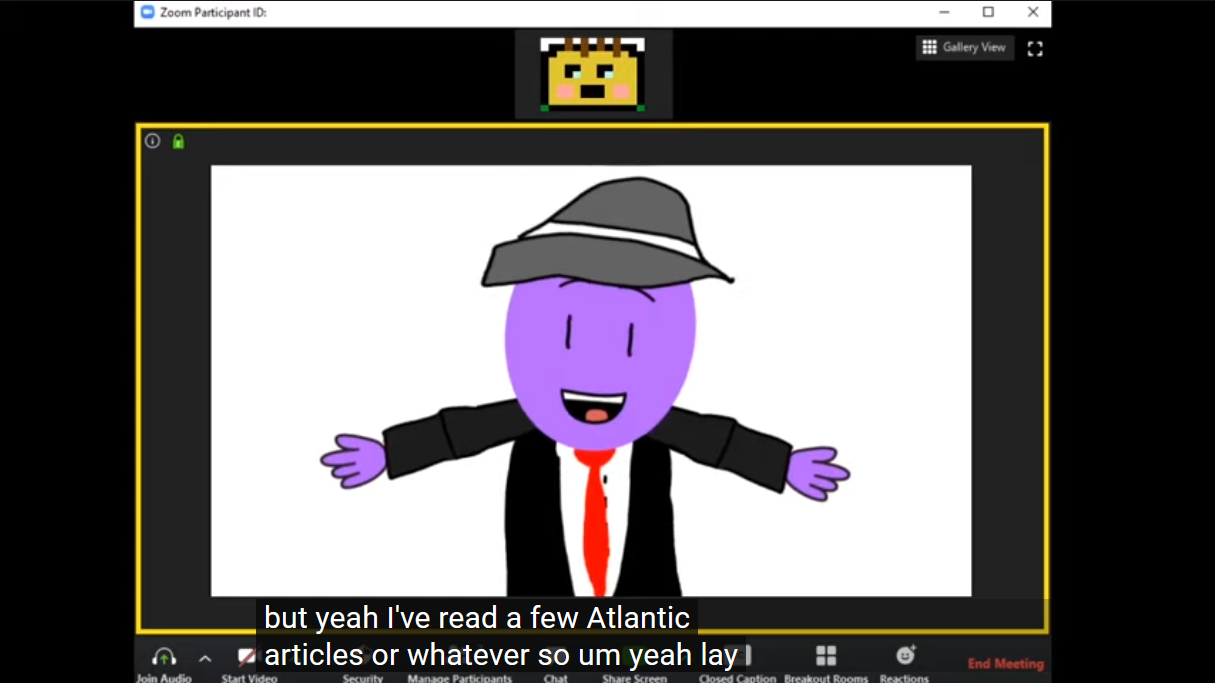 Zoom Participant ID:
Gallery View
but yeah I've read a few Atlantic
articles or whatever so um yeah lay
Join Audio
Start Video
Security
Manage Participants
Chat
Share Screen
Closed Caption
Breakout Rooms
Reactions
End Meeting